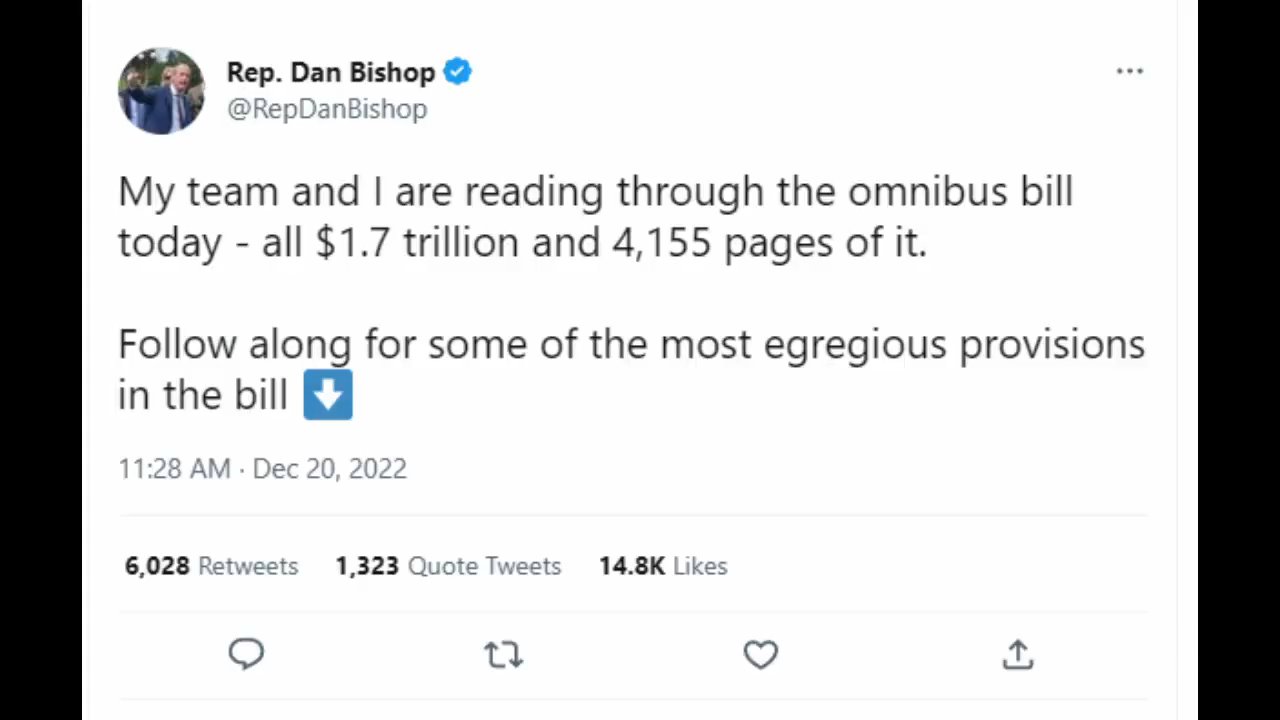 Rep. Dan Bishop
@RepDanBishop
My team and I are reading through the omnibus bill
today - all $1.7 trillion and 4,155 pages of it.
Follow along for some of the most egregious provisions
in the bill ⬇️
11:28 AM · Dec 20, 2022
6,028 Retweets 1,323 Quote Tweets 14.8K Likes